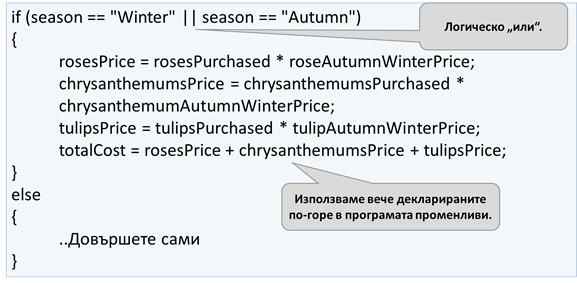 if (season == "Winter" || season == "Autumn")
Логическо „или“.
{
rosesPrice = rosesPurchased * roseAutumnWinterPrice;
chrysanthemumsPrice = chrysanthemumsPurchased *
chrysanthemumAutumnWinterPrice;
tulipsPrice = tulipsPurchased * tulipAutumnWinterPrice;
totalCost = rosesPrice + chrysanthemumsPrice + tulipsPrice;
}
Използваме вече декларираните
по-горе в програмата променливи.
else
{
..Довършете сами
}